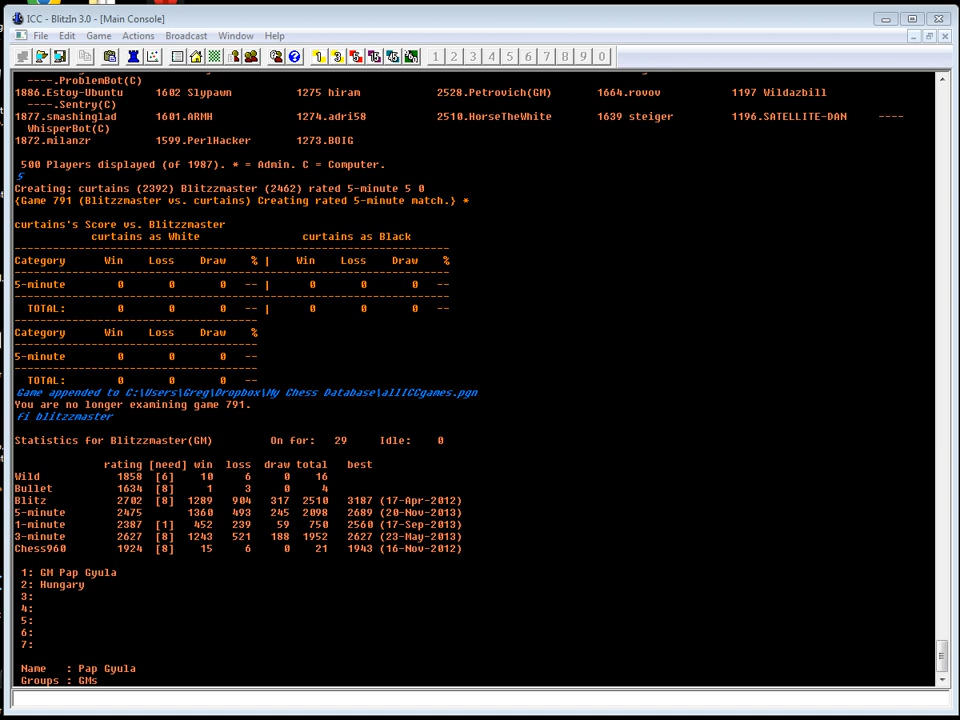 ICC - BlitzIn 3.0 - [Main Console]
File Edit Game Actions Broadcast Window Help
1 2 3 4 5 6 7 8 9 0
----.ProblemBot(C)
1886.Estoy-Ubuntu 1602 Slypawn 1275 hiram 2528.Petrovich(GM) 1664.rovov 1197 Wildazbill
----.Sentry(C)
1877.smashinglad 1601.ARMH 1274.adri58 2510.HorseTheWhite 1639 steiger 1196.SATELLITE-DAN ----
WhisperBot(C)
1872.milanzr 1599.PerlHacker 1273.BOIG
500 Players displayed (of 1987). * = Admin. C = Computer.
5
Creating: curtains (2392) Blitzzmaster (2462) rated 5-minute 5 0
{Game 791 (Blitzzmaster vs. curtains) Creating rated 5-minute match.} *
curtains's Score vs. Blitzzmaster
curtains as White curtains as Black
Category Win Loss Draw % | Win Loss Draw %
5-minute 0 0 0 -- | 0 0 0 --
TOTAL: 0 0 0 -- | 0 0 0 --
Category Win Loss Draw %
5-minute 0 0 0 --
TOTAL: 0 0 0 --
Game appended to C:\Users\Greg\Dropbox\My Chess Database\allICCgames.pgn
You are no longer examining game 791.
fi blitzzmaster
Statistics for Blitzzmaster(GM) On for: 29 Idle: 0
rating [need] win loss draw total best
Wild 1858 [6] 10 6 0 16
Bullet 1634 [8] 1 3 0 4
Blitz 2702 [8] 1289 904 317 2510 3187 (17-Apr-2012)
5-minute 2475 1360 493 245 2098 2689 (20-Nov-2013)
1-minute 2387 [1] 452 239 59 750 2560 (17-Sep-2013)
3-minute 2627 [8] 1243 521 188 1952 2627 (23-May-2013)
Chess960 1924 [8] 15 6 0 21 1943 (16-Nov-2012)
1: GM Pap Gyula
2: Hungary
3:
4:
5:
6:
7:
Name : Pap Gyula
Groups : GMs